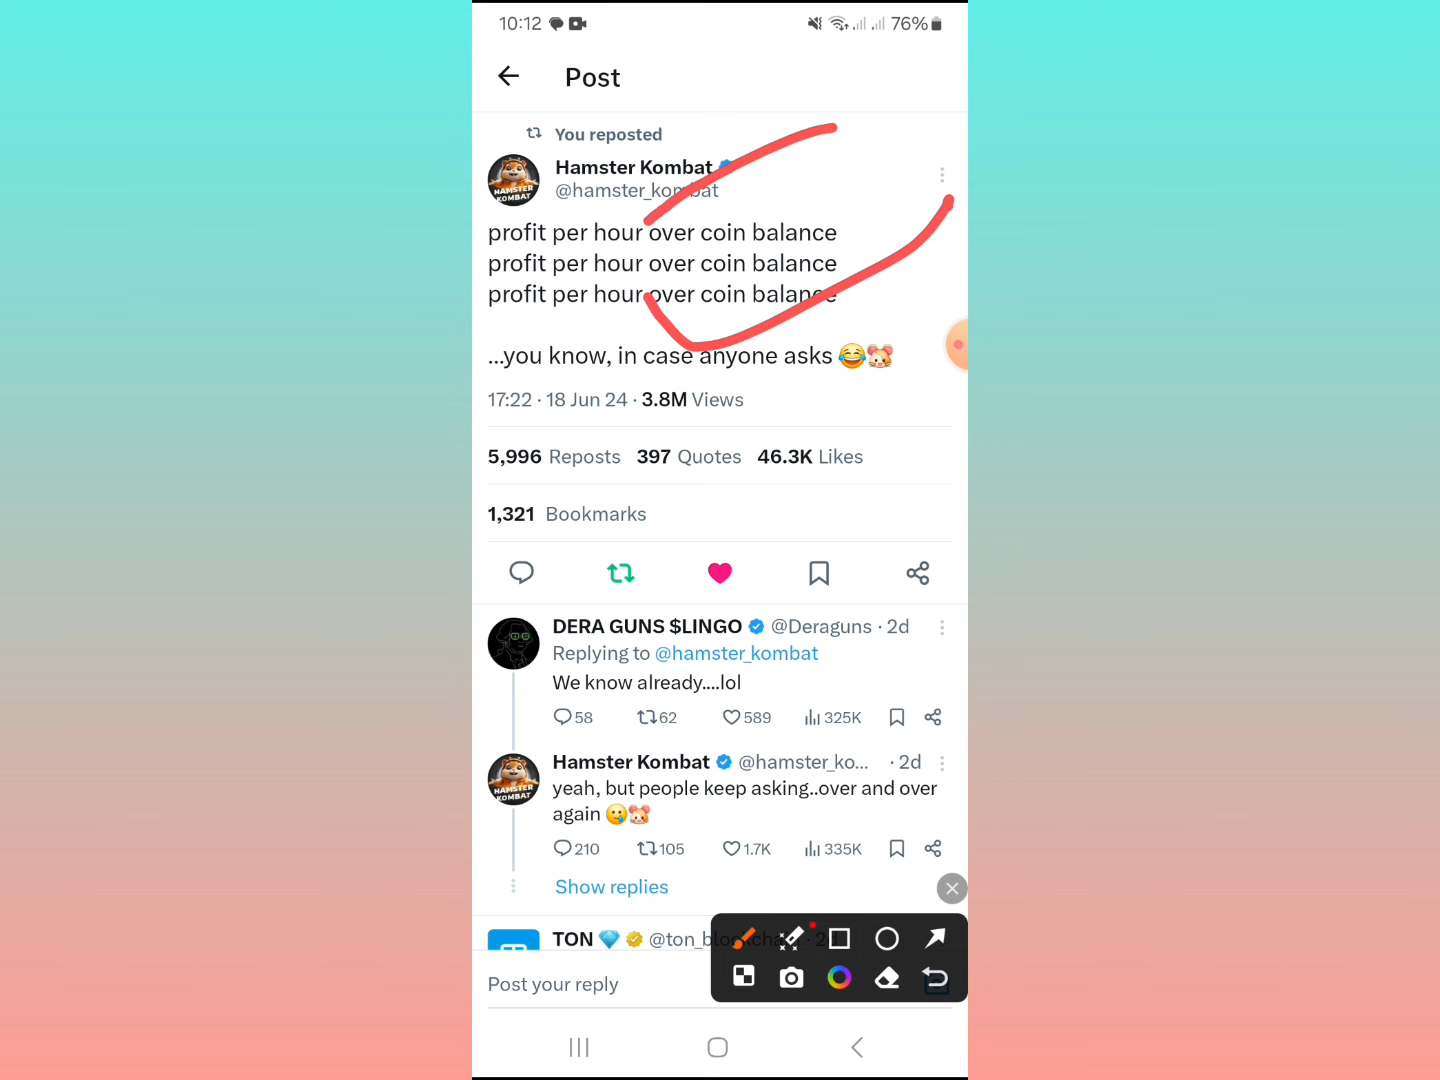 10:12 76%
Post
You reposted
Hamster Kombat
@hamster_kombat
profit per hour over coin balance
profit per hour over coin balance
profit per hour over coin balance
...you know, in case anyone asks 😂🐹
17:22 · 18 Jun 24 · 3.8M Views
5,996 Reposts 397 Quotes 46.3K Likes
1,321 Bookmarks
DERA GUNS $LINGO @Deraguns · 2d
Replying to @hamster_kombat
We know already....lol
58 62 589 325K
Hamster Kombat @hamster_ko... · 2d
yeah, but people keep asking..over and over
again 🥲🐹
210 105 1.7K 335K
Show replies
TON 💎 @ton_blockchain · 2d
Post your reply
HAMSTER
KOMBAT
HAMSTER
KOMBAT